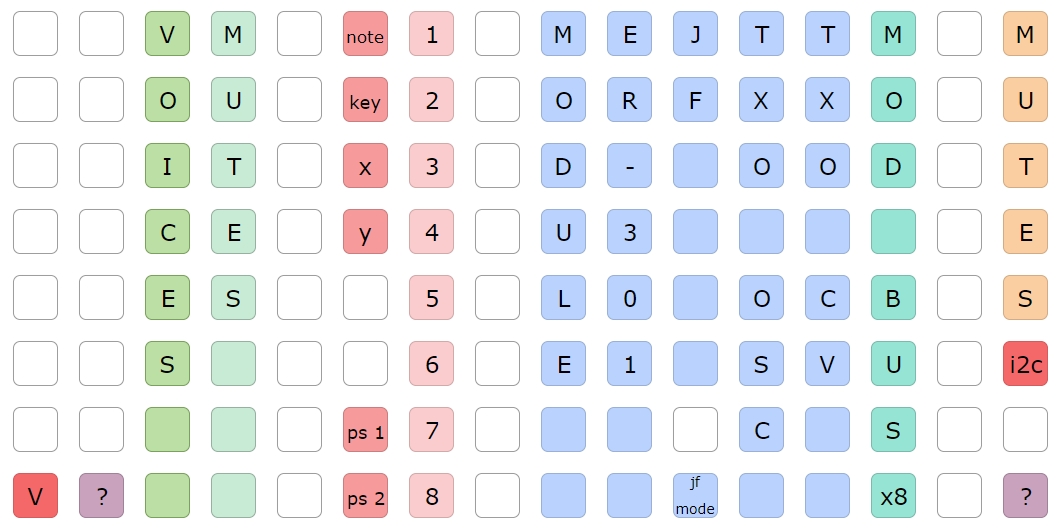 V M note 1 M E J T T M M
O U key 2 O R F X X O U
I T x 3 D - O O D T
C E y 4 U 3 E
E S 5 L 0 O C B S
S 6 E 1 S V U i2c
ps 1 7 C S
V ? ps 2 8 jf mode x8 ?